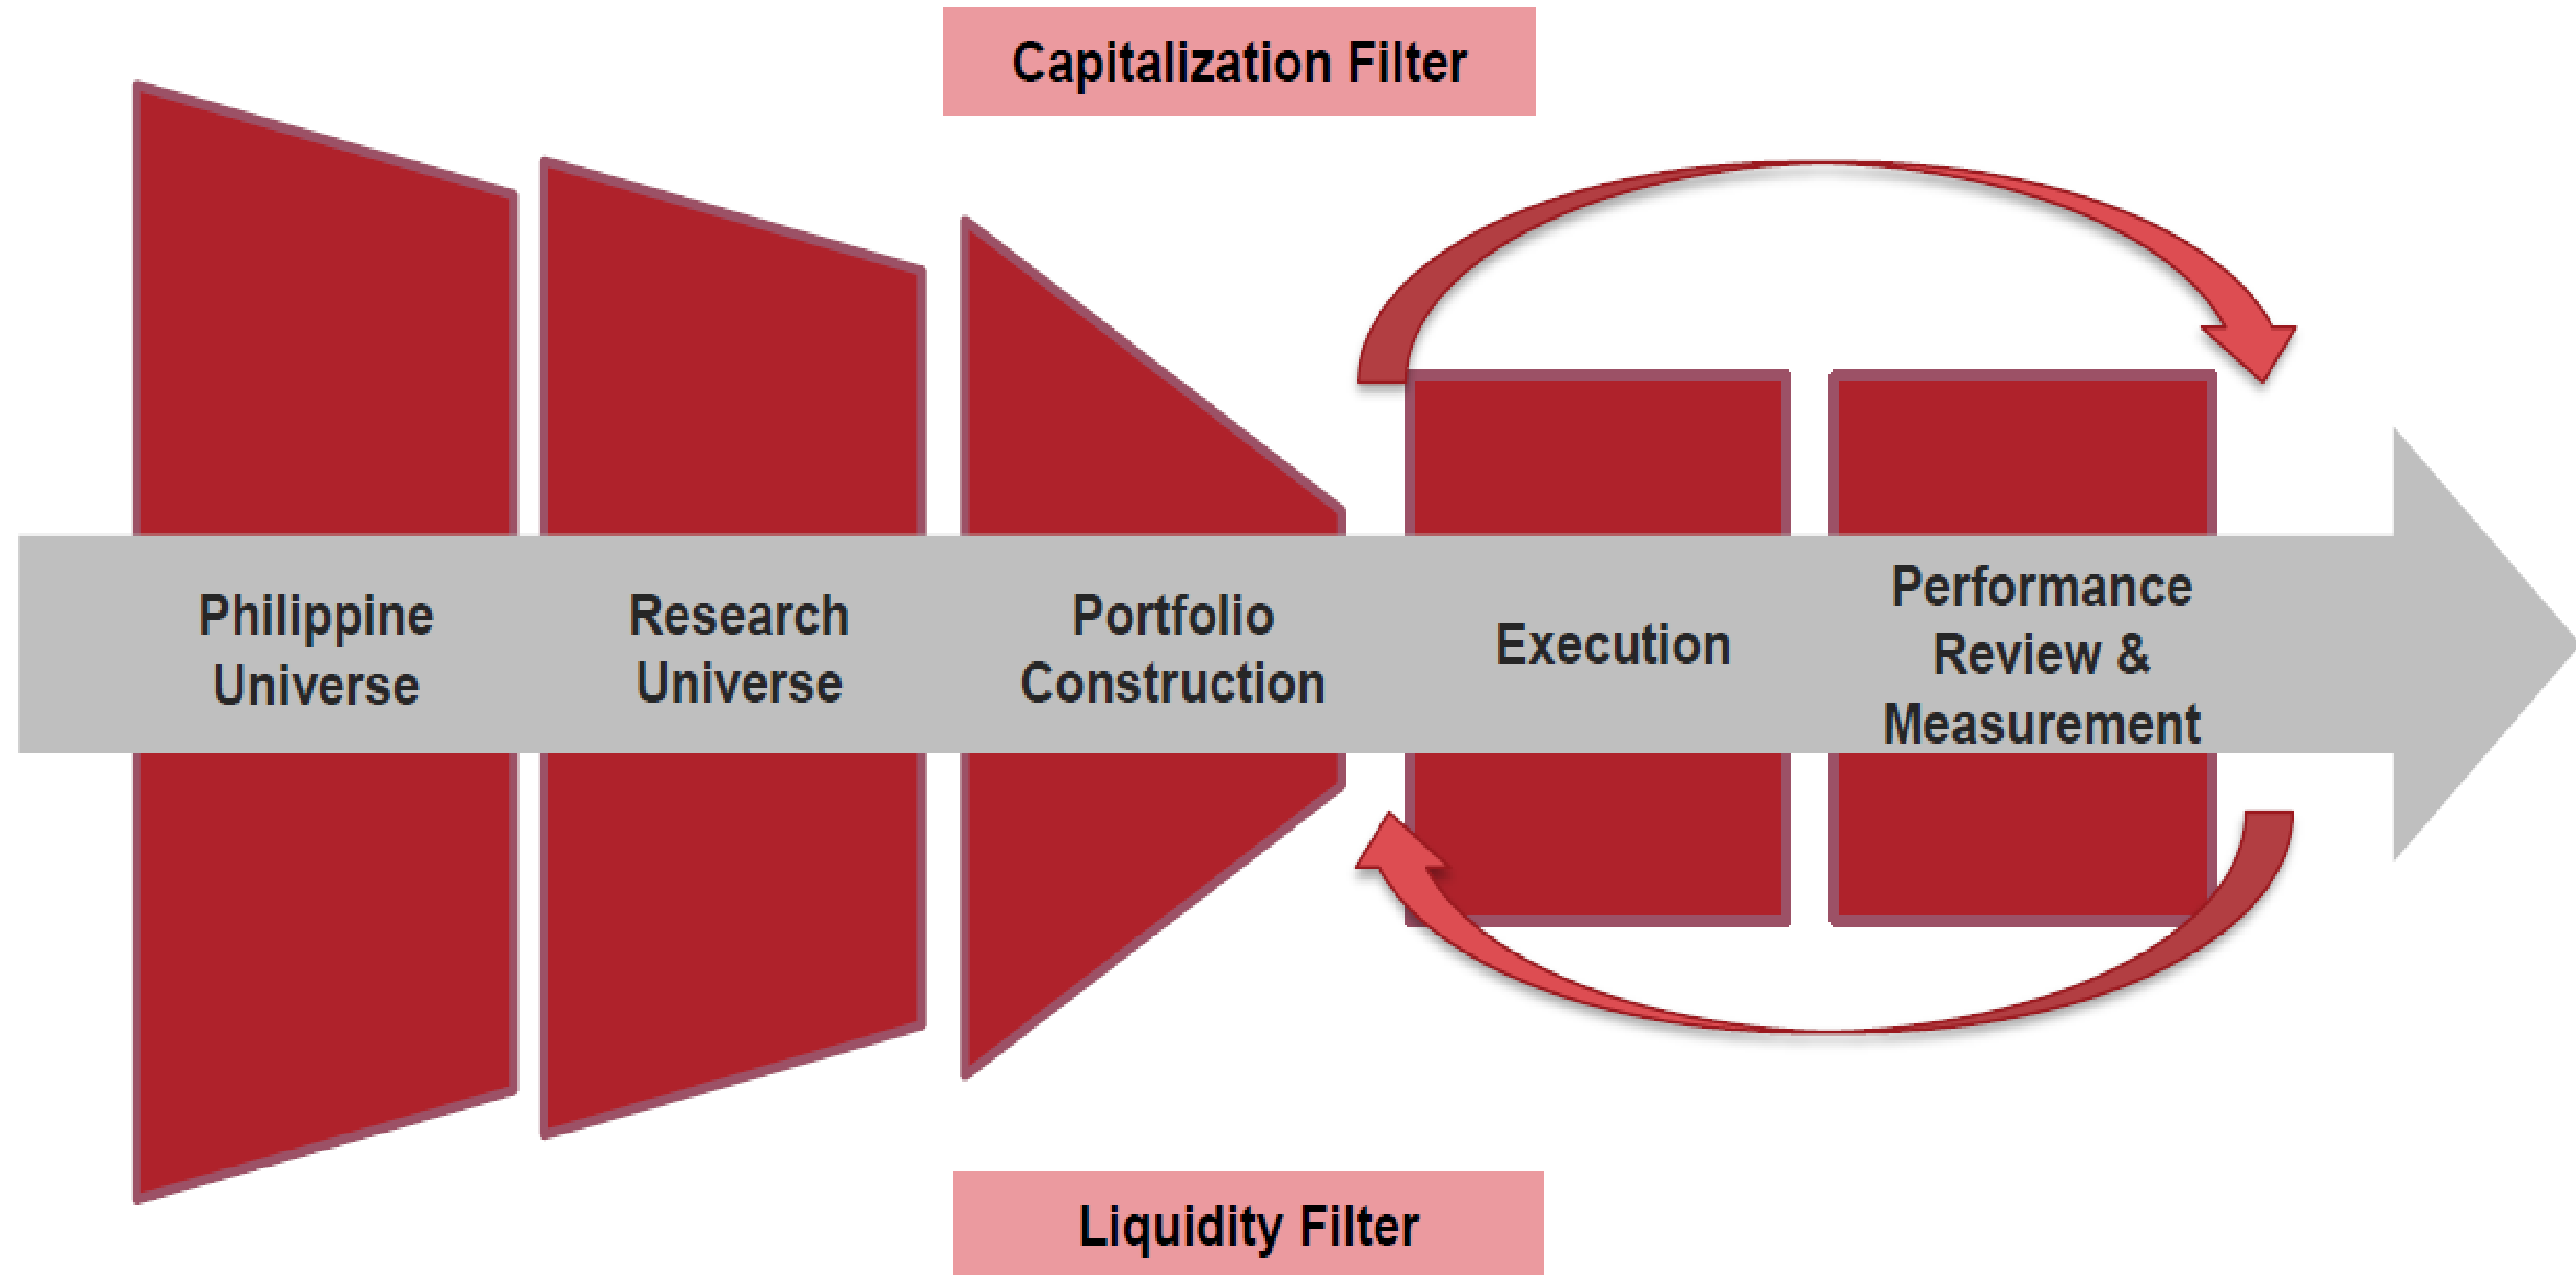 Capitalization Filter
Philippine
Universe
Research
Universe
Portfolio
Construction
Execution
Performance
Review &
Measurement
Liquidity Filter